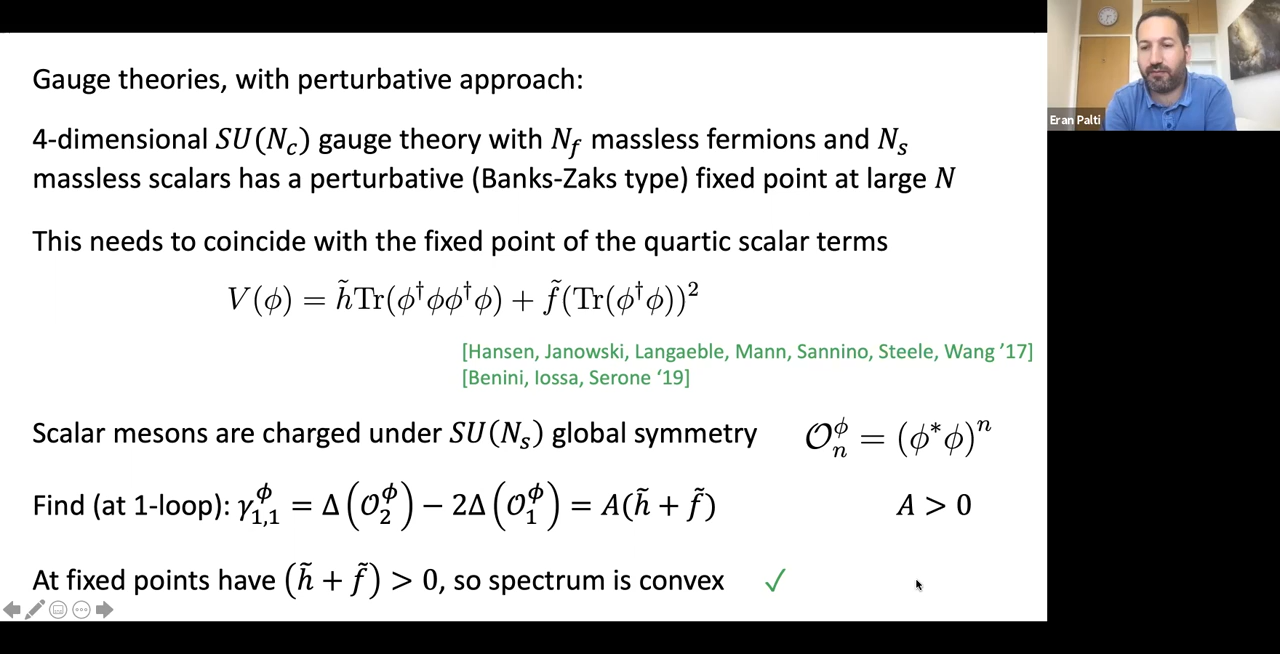 Gauge theories, with perturbative approach:
4-dimensional SU(N_c) gauge theory with N_f massless fermions and N_s
massless scalars has a perturbative (Banks-Zaks type) fixed point at large N
This needs to coincide with the fixed point of the quartic scalar terms
V(ϕ) = h̃Tr(ϕ†ϕϕ†ϕ) + f̃(Tr(ϕ†ϕ))²
[Hansen, Janowski, Langaeble, Mann, Sannino, Steele, Wang ’17]
[Benini, Iossa, Serone ‘19]
Scalar mesons are charged under SU(N_s) global symmetry 𝒪_n^ϕ = (ϕ*ϕ)^n
Find (at 1-loop): γ_{1,1}^ϕ = Δ(𝒪_2^ϕ) − 2Δ(𝒪_1^ϕ) = A(h̃ + f̃) A > 0
At fixed points have (h̃ + f̃) > 0, so spectrum is convex ✓
Eran Palti